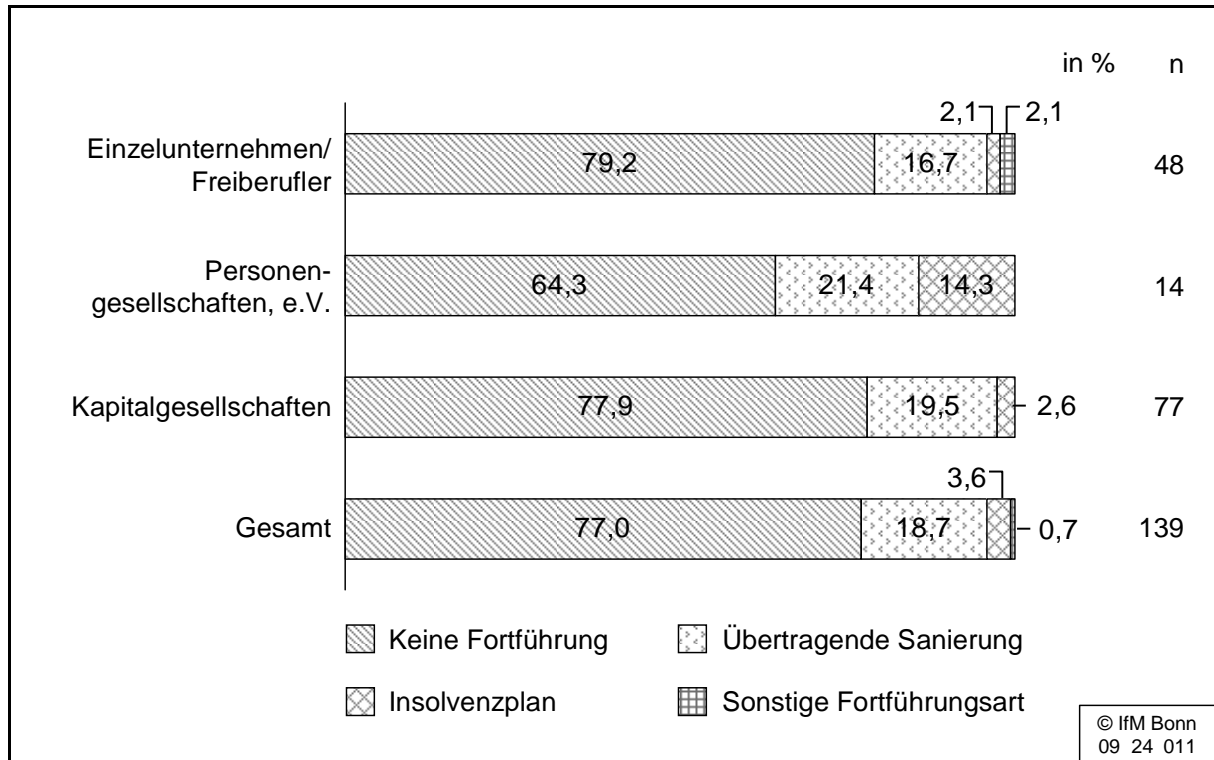 in % n
2,1 2,1
Einzelunternehmen/
Freiberufler
79,2 16,7 48
Personen-
gesellschaften, e.V.
64,3 21,4 14,3 14
Kapitalgesellschaften 77,9 19,5 2,6 77
3,6
Gesamt 77,0 18,7 0,7 139
Keine Fortführung Übertragende Sanierung
Insolvenzplan Sonstige Fortführungsart
© IfM Bonn
09 24 011